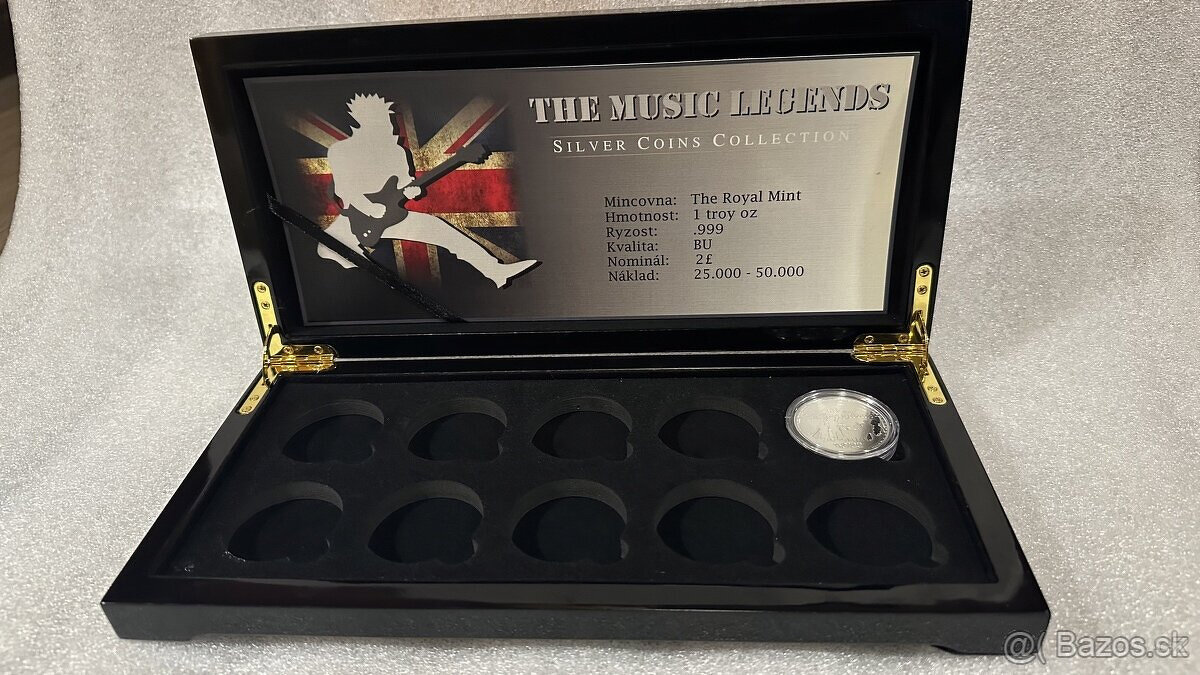 THE MUSIC LEGENDS
SILVER COINS COLLECTION
Mincovna: The Royal Mint
Hmotnost: 1 troy oz
Ryzost: .999
Kvalita: BU
Nominál: 2£
Náklad: 25.000 - 50.000
@( Bazos.sk